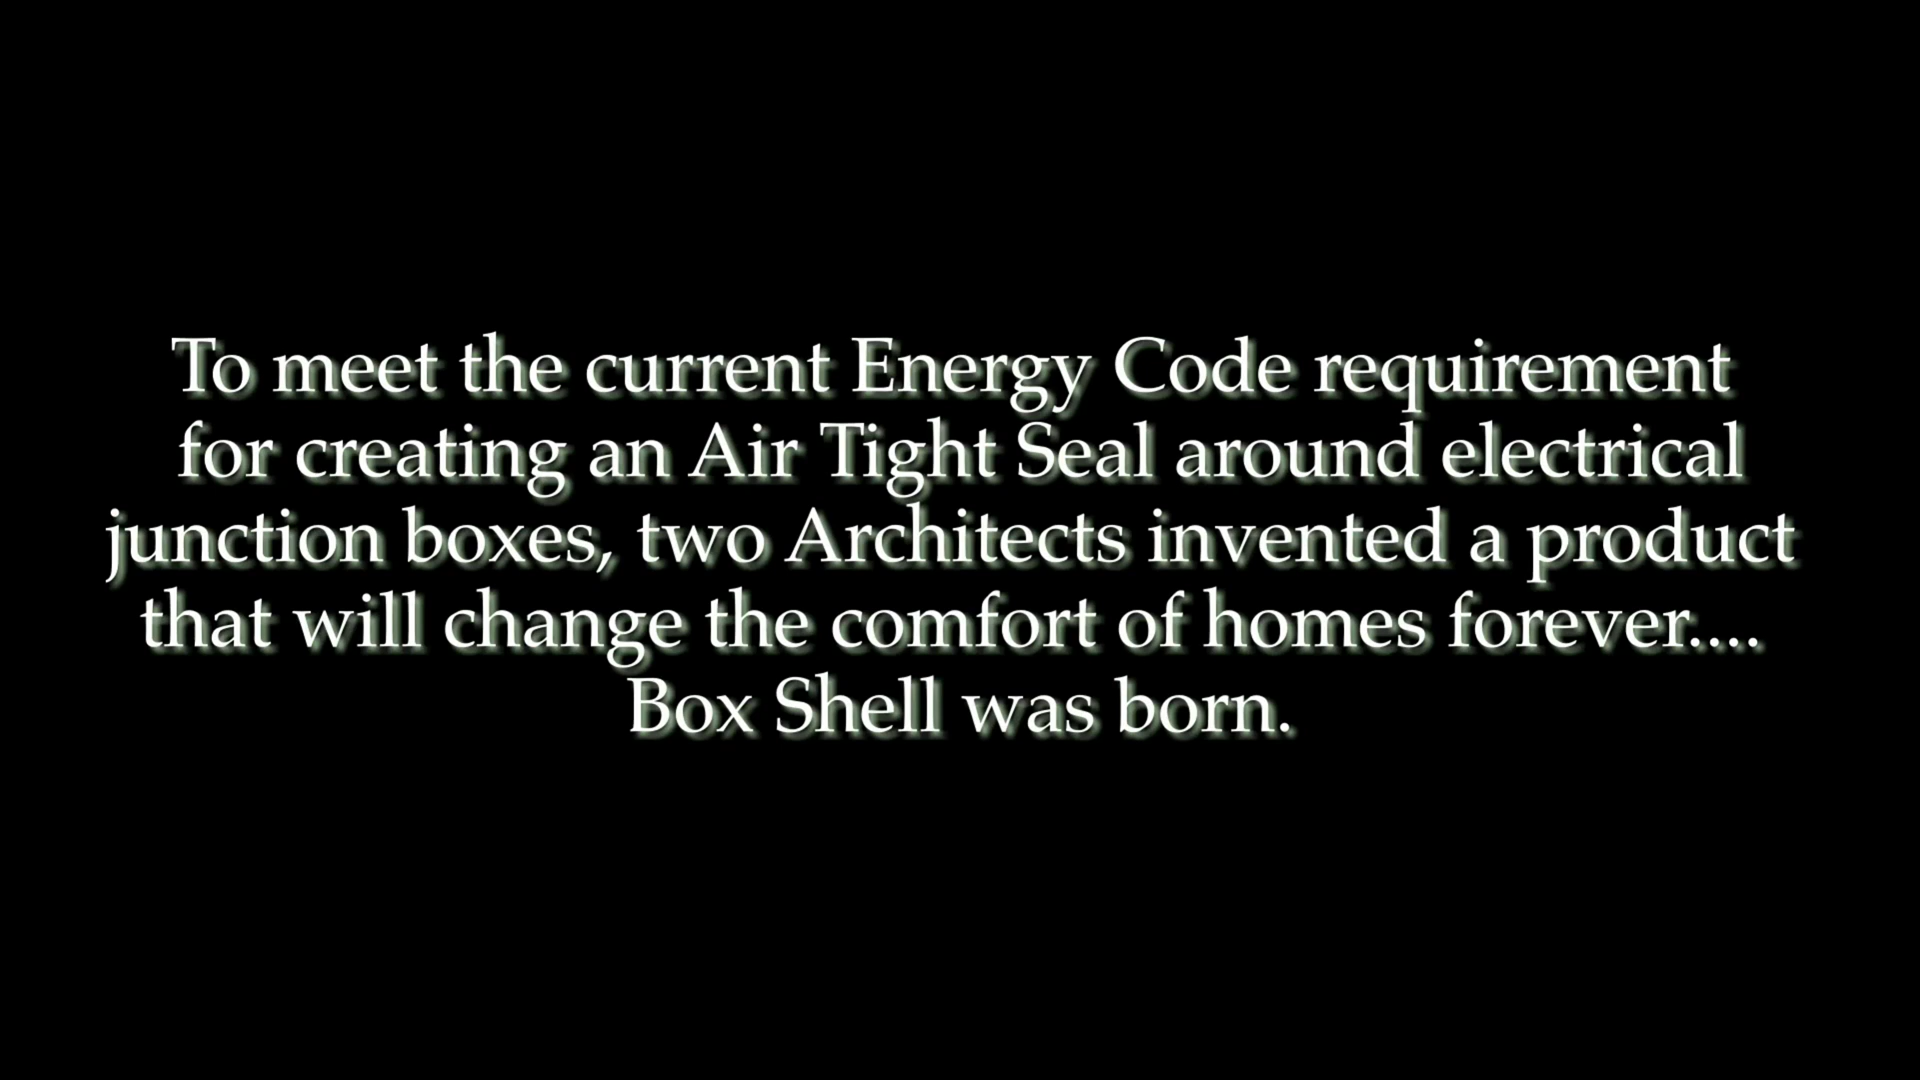 To meet the current Energy Code requirement
for creating an Air Tight Seal around electrical
junction boxes, two Architects invented a product
that will change the comfort of homes forever....
Box Shell was born.